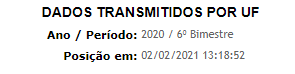 DADOS TRANSMITIDOS POR UF
Ano / Período: 2020 / 6º Bimestre
Posição em: 02/02/2021 13:18:52